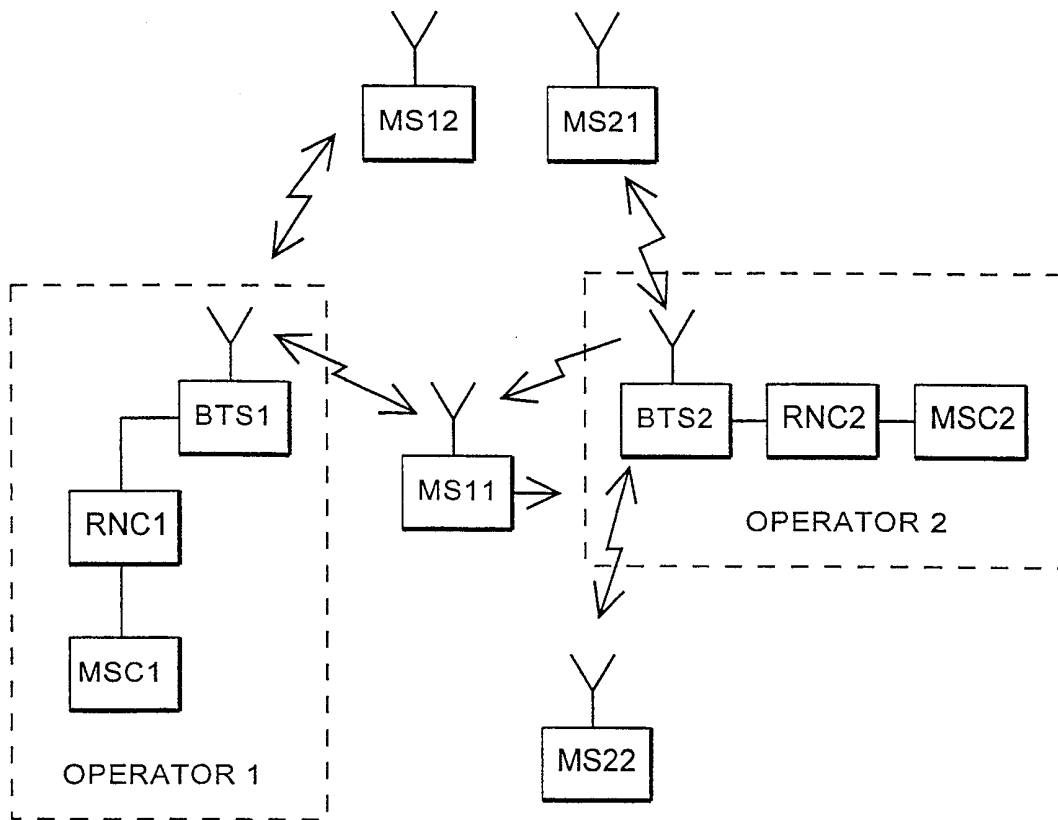 MS12
MS21
BTS1
BTS2
RNC2
MSC2
MS11
RNC1
OPERATOR 2
MSC1
MS22
OPERATOR 1